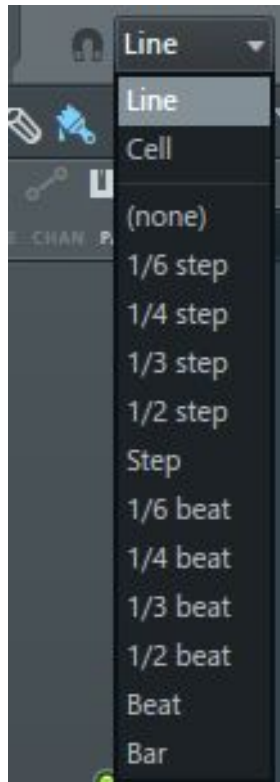 Line
Line
Cell
(none)
1/6 step
1/4 step
1/3 step
1/2 step
Step
1/6 beat
1/4 beat
1/3 beat
1/2 beat
Beat
Bar
CHAN